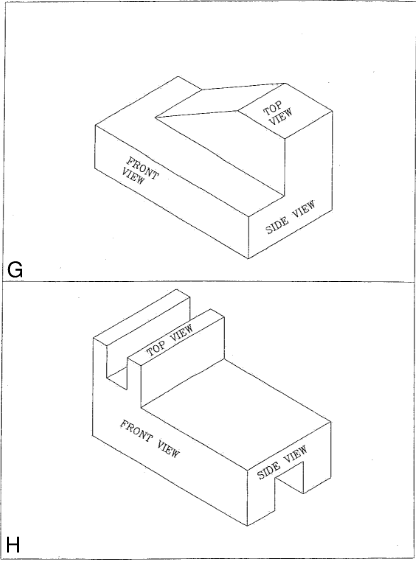 TOP
VIEW
FRONT
VIEW
SIDE VIEW
G
TOP VIEW
FRONT VIEW
SIDE VIEW
H